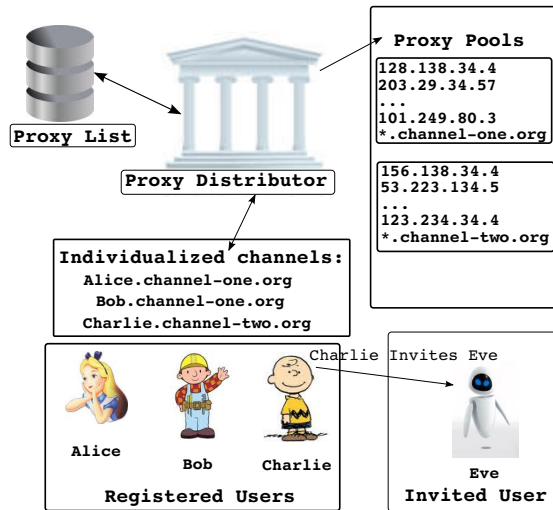 Proxy List
Proxy Distributor
Proxy Pools
128.138.34.4
203.29.34.57
...
101.249.80.3
*.channel-one.org
156.138.34.4
53.223.134.5
...
123.234.34.4
*.channel-two.org
Individualized channels:
Alice.channel-one.org
Bob.channel-one.org
Charlie.channel-two.org
Charlie Invites Eve
Alice
Bob
Charlie
Registered Users
Eve
Invited User